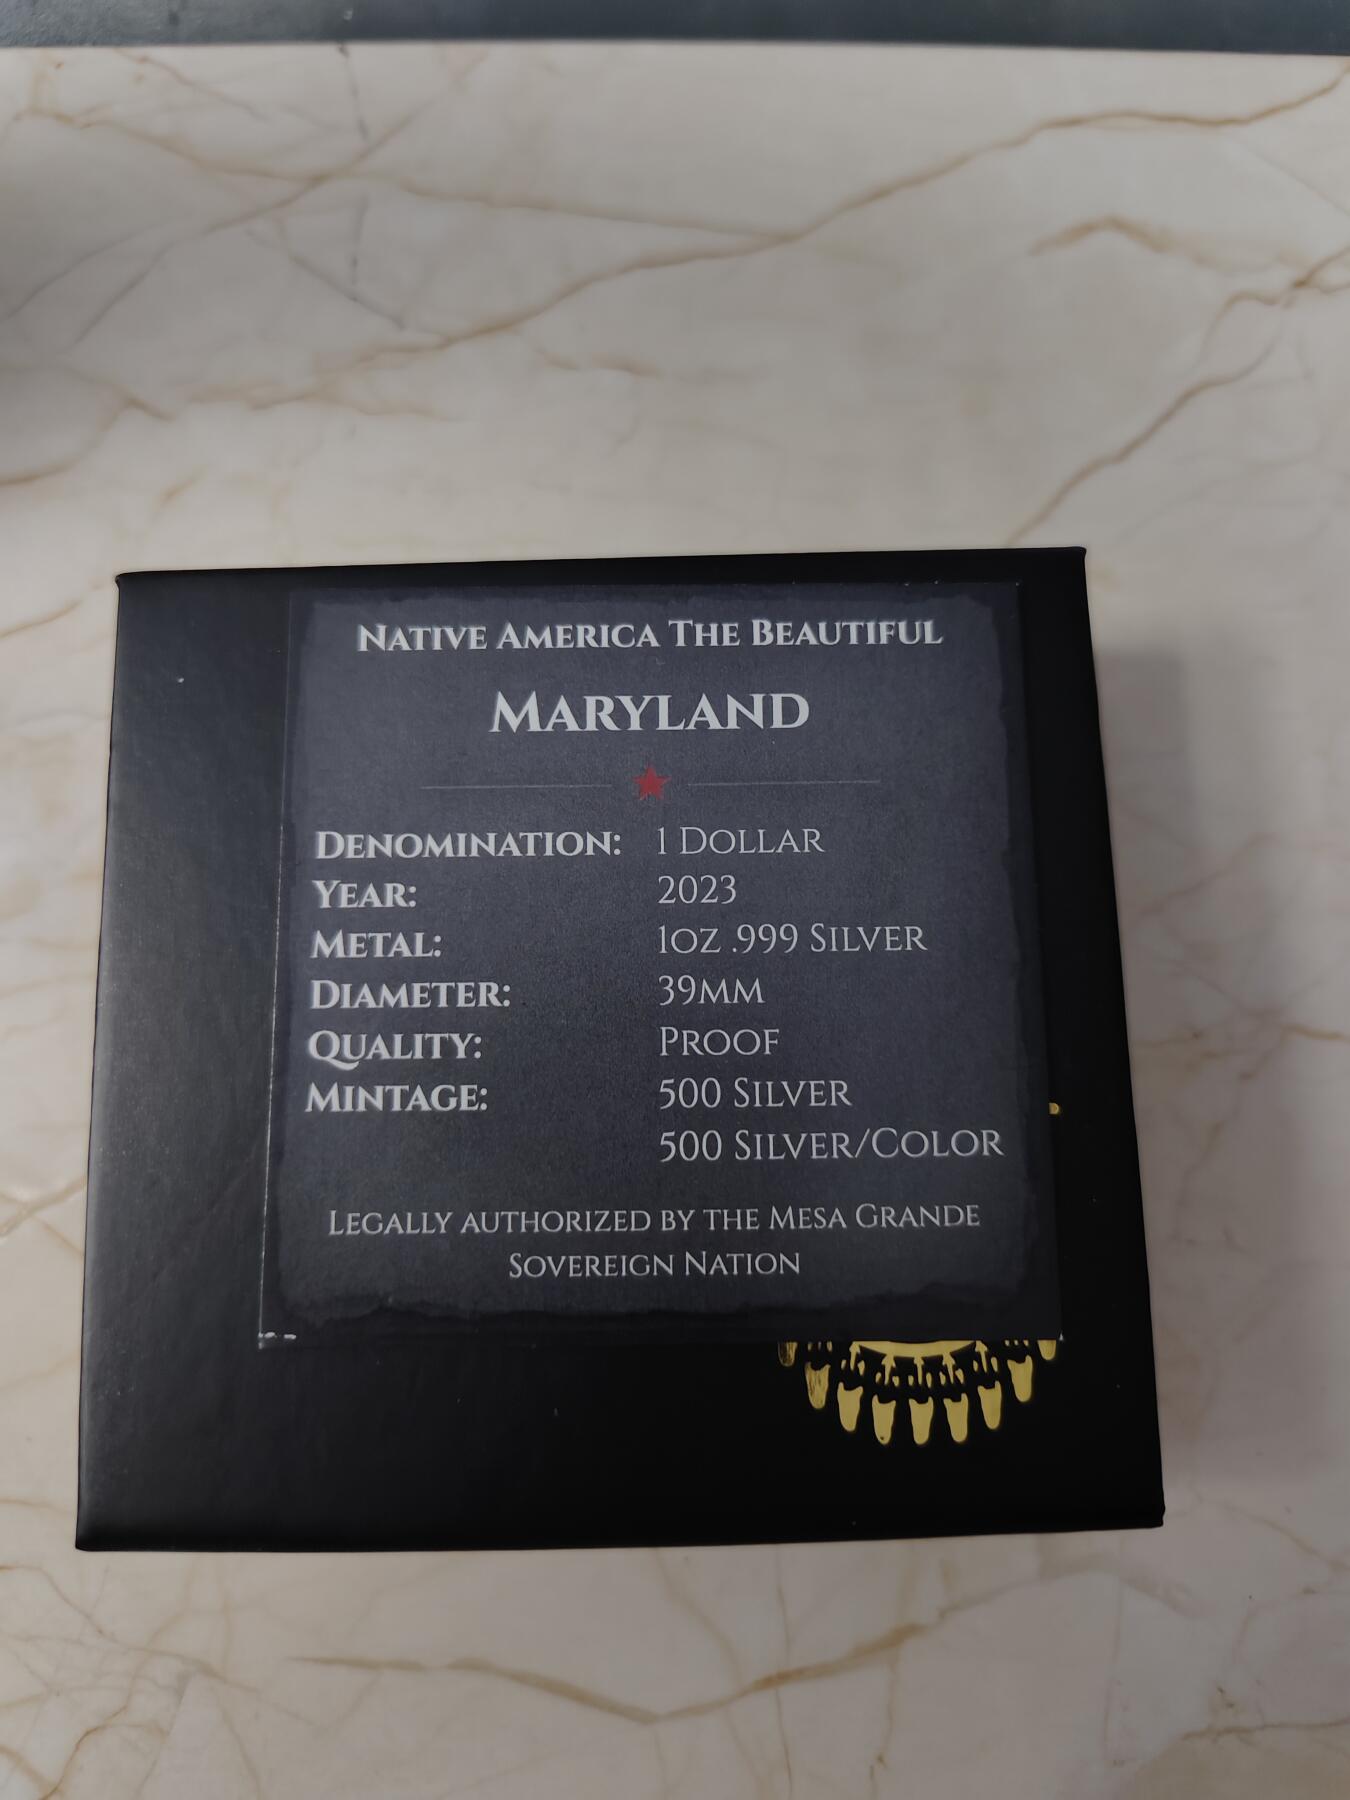 Native America The Beautiful
Maryland
Denomination: 1 Dollar
Year: 2023
Metal: 1oz .999 Silver
Diameter: 39mm
Quality: Proof
Mintage: 500 Silver
500 Silver/Color
Legally authorized by the Mesa Grande
Sovereign Nation